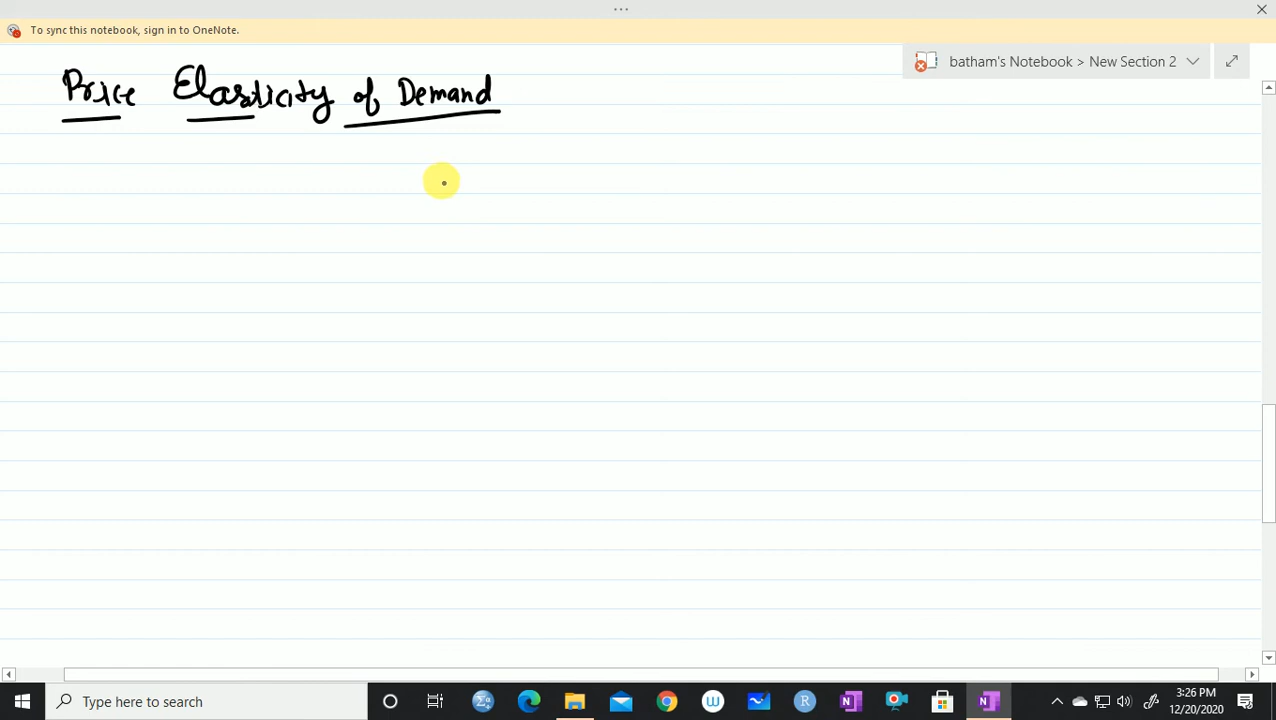 To sync this notebook, sign in to OneNote.
batham's Notebook > New Section 2
Price Elasticity of Demand
Type here to search
3:26 PM
12/20/2020